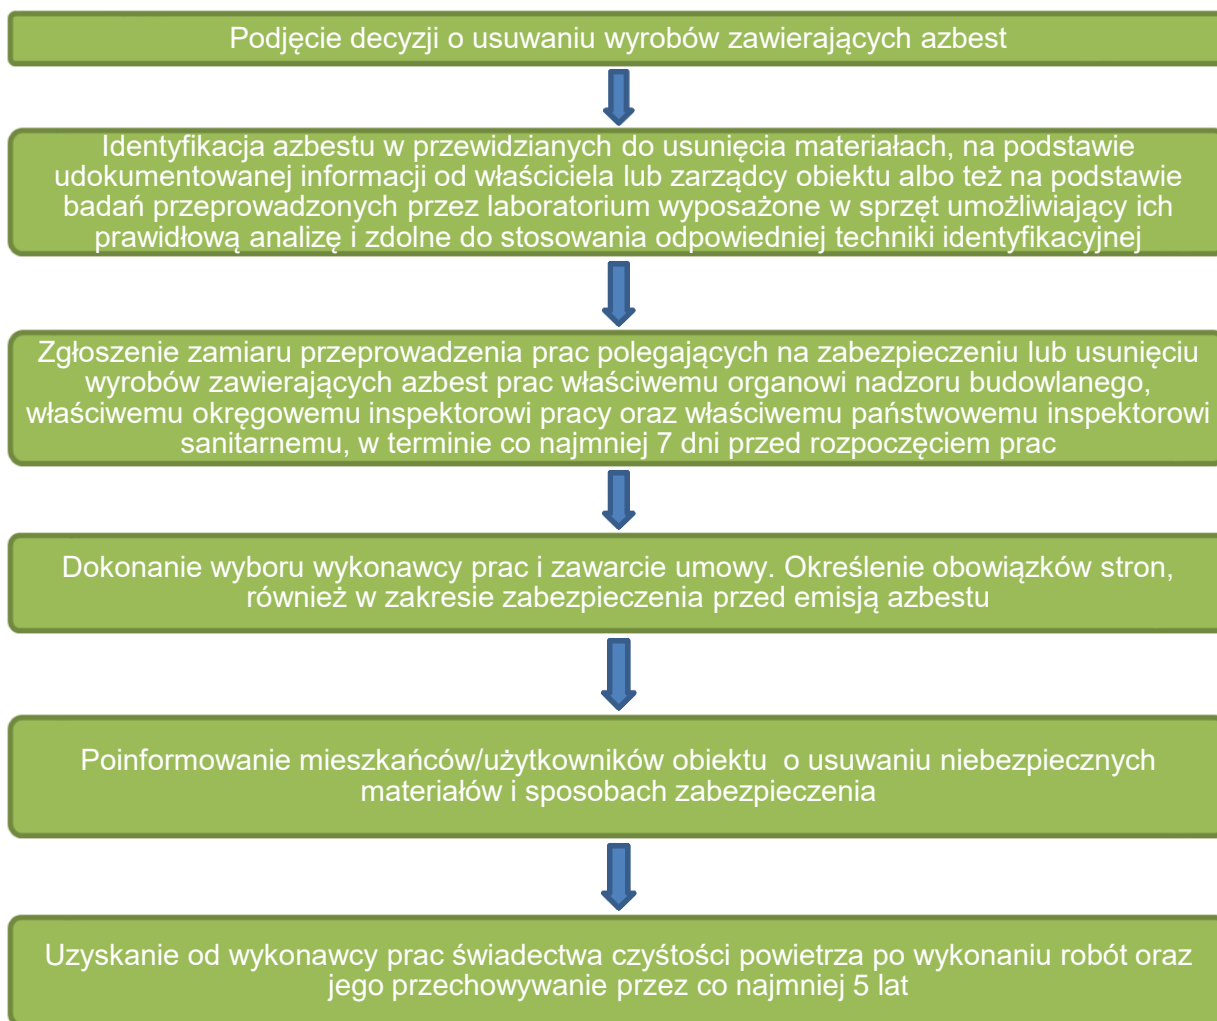 Podjęcie decyzji o usuwaniu wyrobów zawierających azbest
Identyfikacja azbestu w przewidzianych do usunięcia materiałach, na podstawie
udokumentowanej informacji od właściciela lub zarządcy obiektu albo też na podstawie
badań przeprowadzonych przez laboratorium wyposażone w sprzęt umożliwiający ich
prawidłową analizę i zdolne do stosowania odpowiedniej techniki identyfikacyjnej
Zgłoszenie zamiaru przeprowadzenia prac polegających na zabezpieczeniu lub usunięciu
wyrobów zawierających azbest prac właściwemu organowi nadzoru budowlanego,
właściwemu okręgowemu inspektorowi pracy oraz właściwemu państwowemu inspektorowi
sanitarnemu, w terminie co najmniej 7 dni przed rozpoczęciem prac
Dokonanie wyboru wykonawcy prac i zawarcie umowy. Określenie obowiązków stron,
również w zakresie zabezpieczenia przed emisją azbestu
Poinformowanie mieszkańców/użytkowników obiektu o usuwaniu niebezpiecznych
materiałów i sposobach zabezpieczenia
Uzyskanie od wykonawcy prac świadectwa czyśtości powietrza po wykonaniu robót oraz
jego przechowywanie przez co najmniej 5 lat